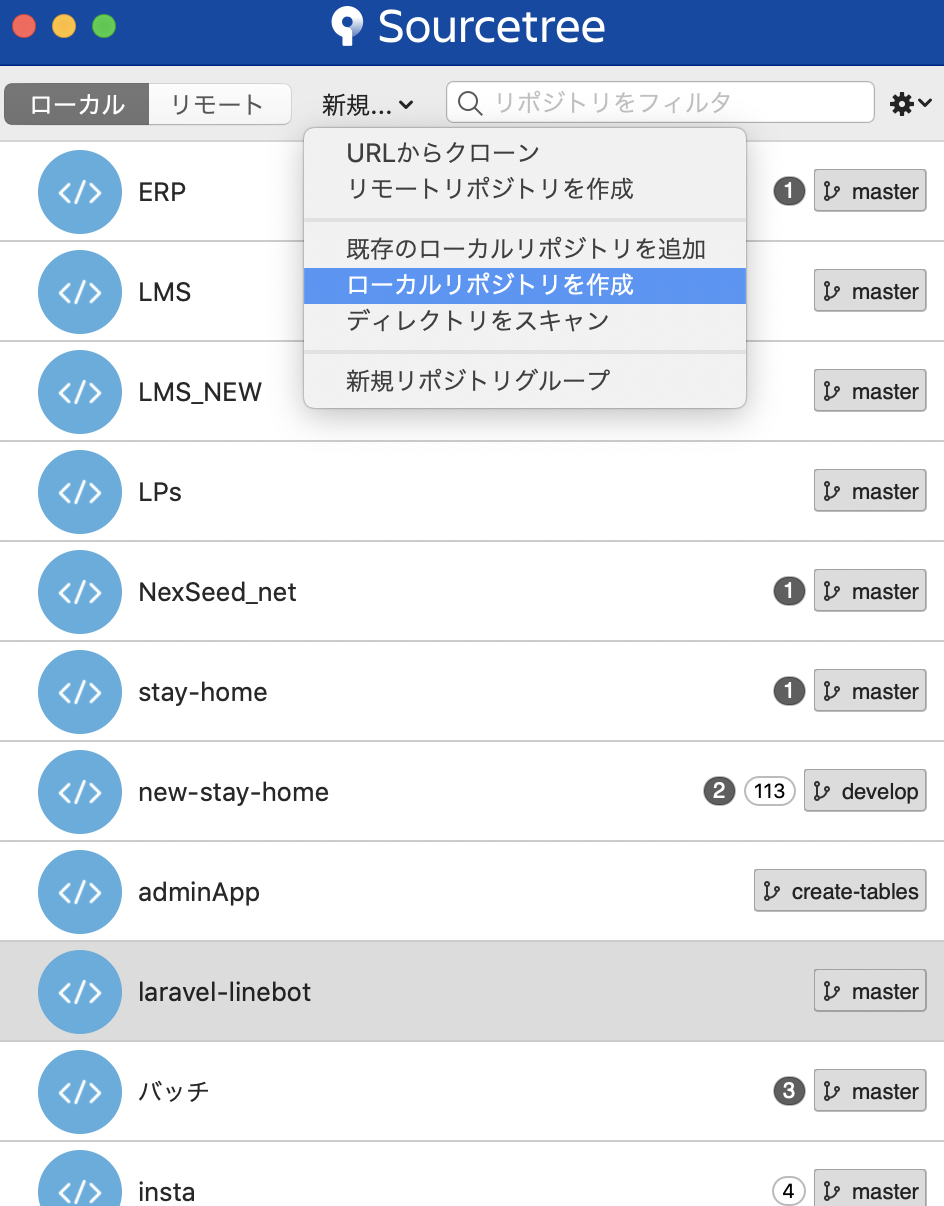 Sourcetree
ローカル リモート 新規... リポジトリをフィルタ
URLからクローン
リモートリポジトリを作成
既存のローカルリポジトリを追加
ローカルリポジトリを作成
ディレクトリをスキャン
新規リポジトリグループ
</> ERP 1 master
</> LMS master
</> LMS_NEW master
</> LPs master
</> NexSeed_net 1 master
</> stay-home 1 master
</> new-stay-home 2 113 develop
</> adminApp create-tables
</> laravel-linebot master
</> バッチ 3 master
</> insta 4 master